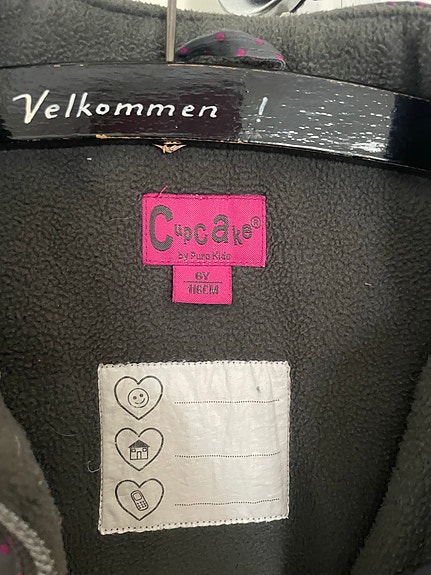 Velkommen !
Cupcake®
by Pure Kids
6Y
116CM